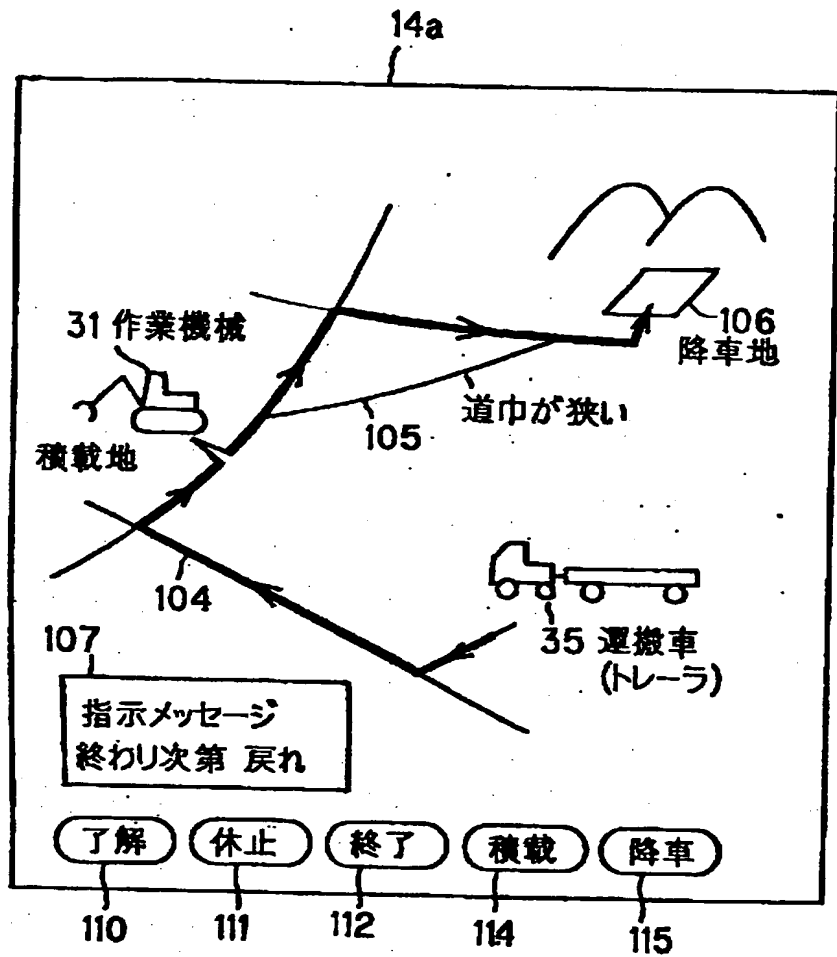 14a
31 作業機械
106
降車地
道巾が狭い
105
積載地
104
35 運搬車
(トレーラ)
107
指示メッセージ
終わり次第 戻れ
了解 休止 終了 積載 降車
110 111 112 114 115